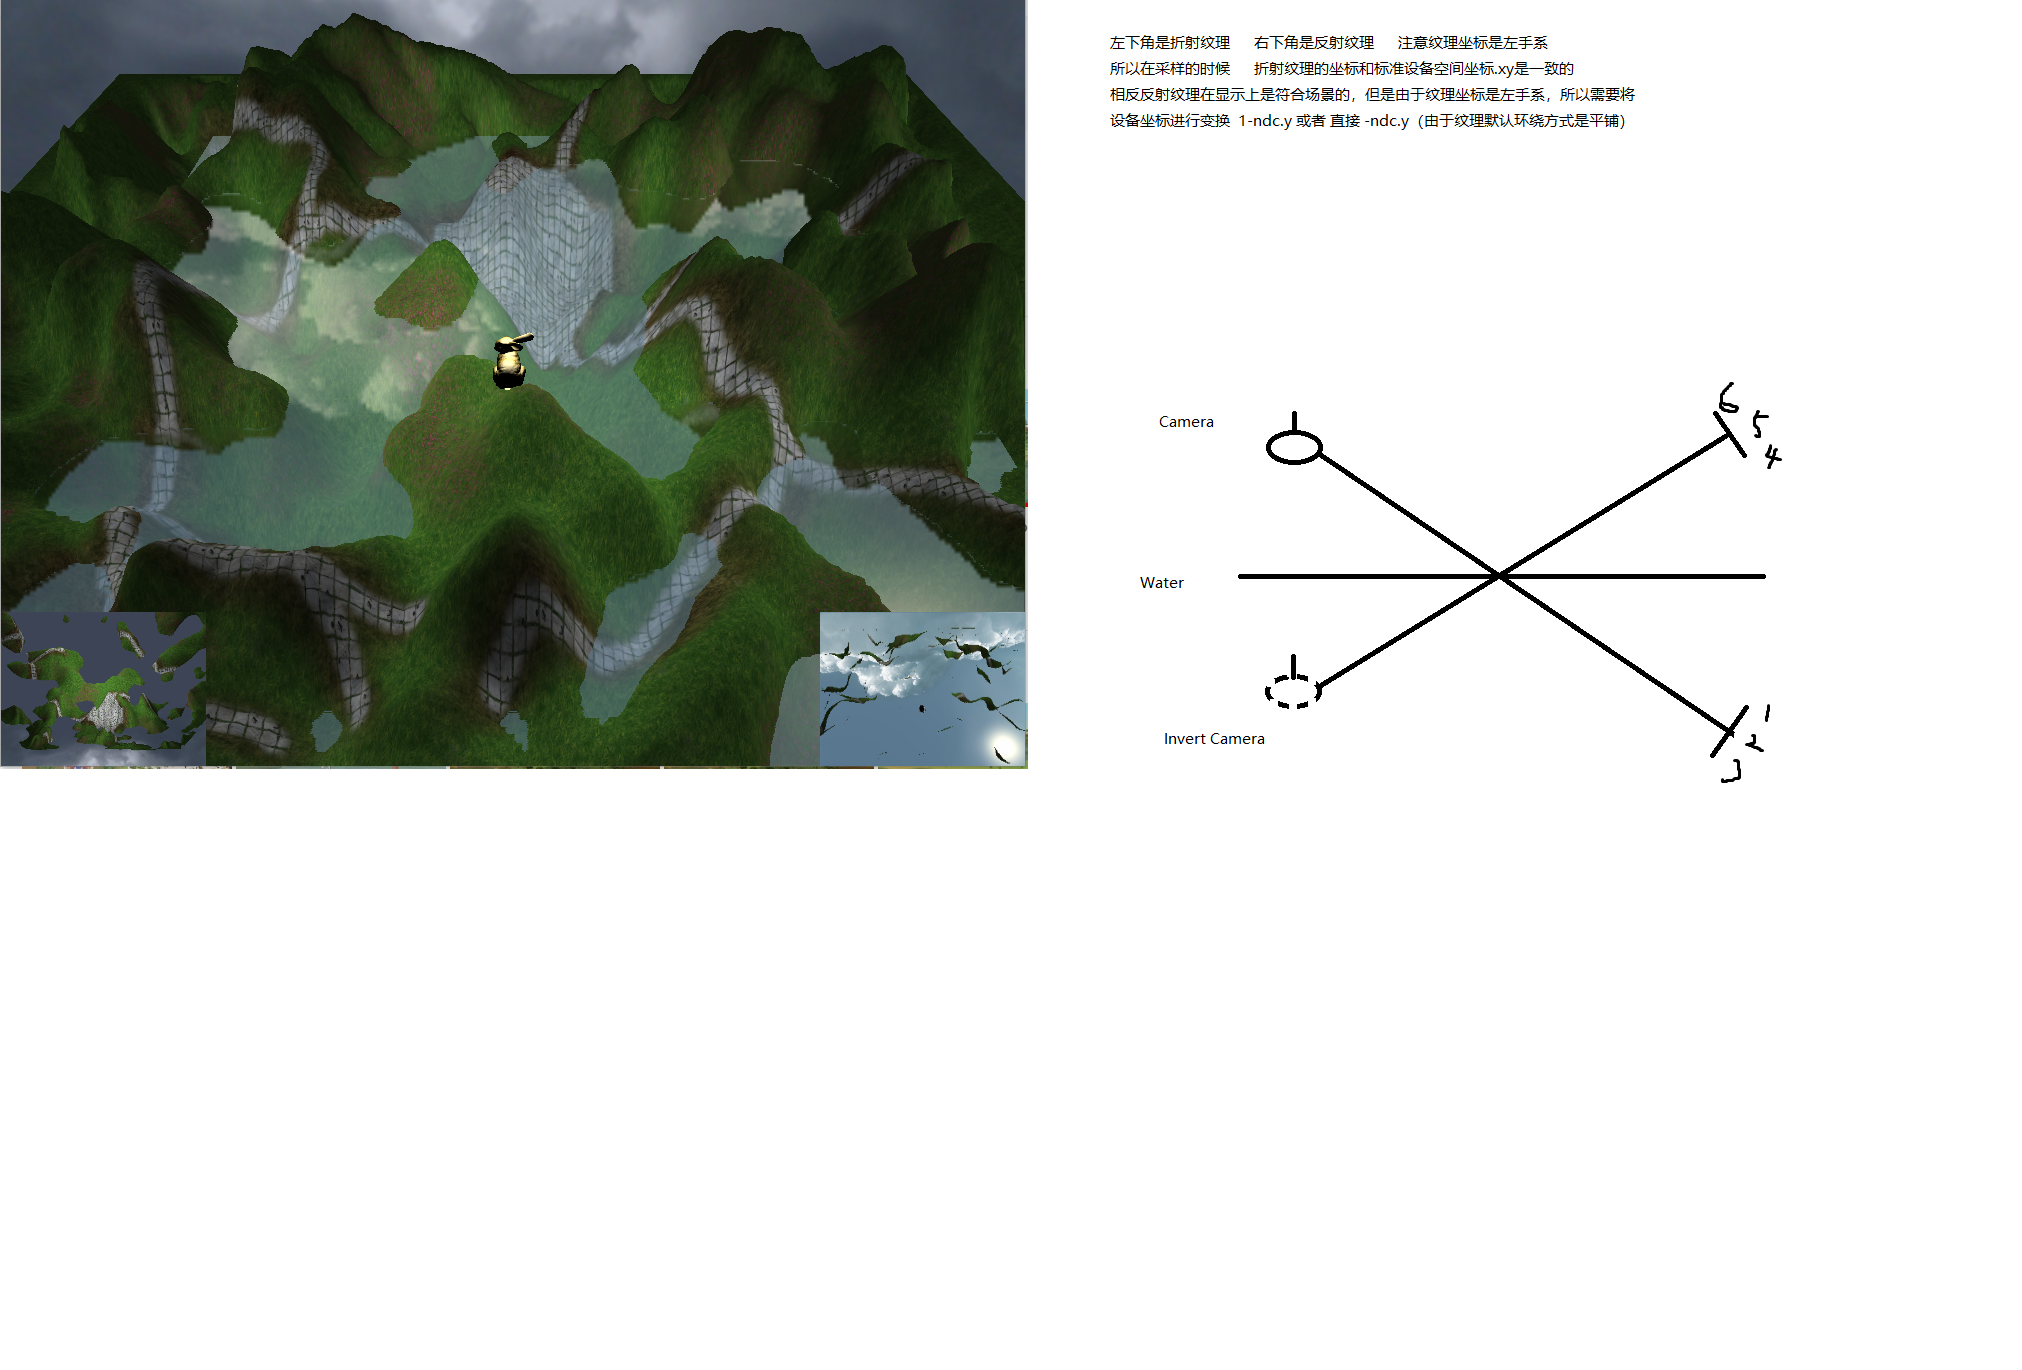 左下角是折射纹理 右下角是反射纹理 注意纹理坐标是左手系
所以在采样的时候 折射纹理的坐标和标准设备空间坐标.xy是一致的
相反反射纹理在显示上是符合场景的，但是由于纹理坐标是左手系，所以需要将
设备坐标进行变换 1-ndc.y 或者 直接 -ndc.y（由于纹理默认环绕方式是平铺）
6
5
4
Camera
Water
1
2
3
Invert Camera